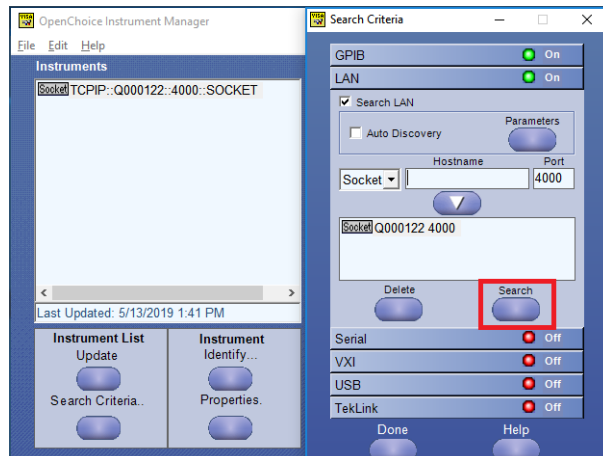 OpenChoice Instrument Manager
File Edit Help
Instruments
Socket TCPIP::Q000122::4000::SOCKET
Last Updated: 5/13/2019 1:41 PM
Instrument List
Update
Search Criteria..
Instrument
Identify...
Properties.
Search Criteria
GPIB On
LAN On
Search LAN
Auto Discovery
Parameters
Hostname Port
Socket 4000
Socket Q000122 4000
Delete Search
Serial Off
VXI Off
USB Off
TekLink Off
Done Help